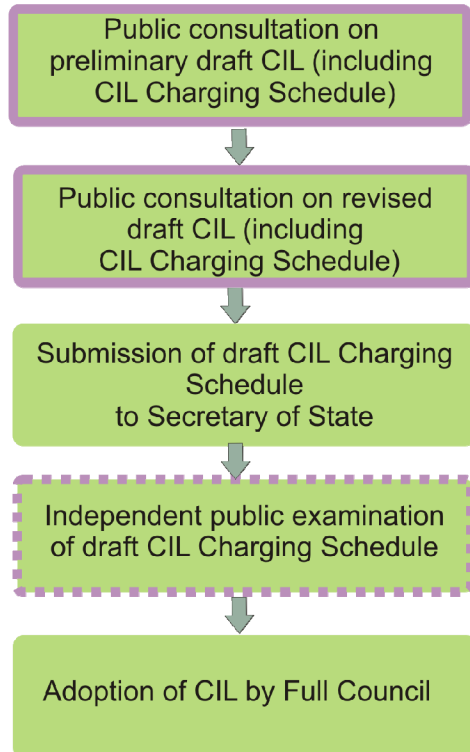 Public consultation on
preliminary draft CIL (including
CIL Charging Schedule)
Public consultation on revised
draft CIL (including
CIL Charging Schedule)
Submission of draft CIL Charging
Schedule
to Secretary of State
Independent public examination
of draft CIL Charging Schedule
Adoption of CIL by Full Council